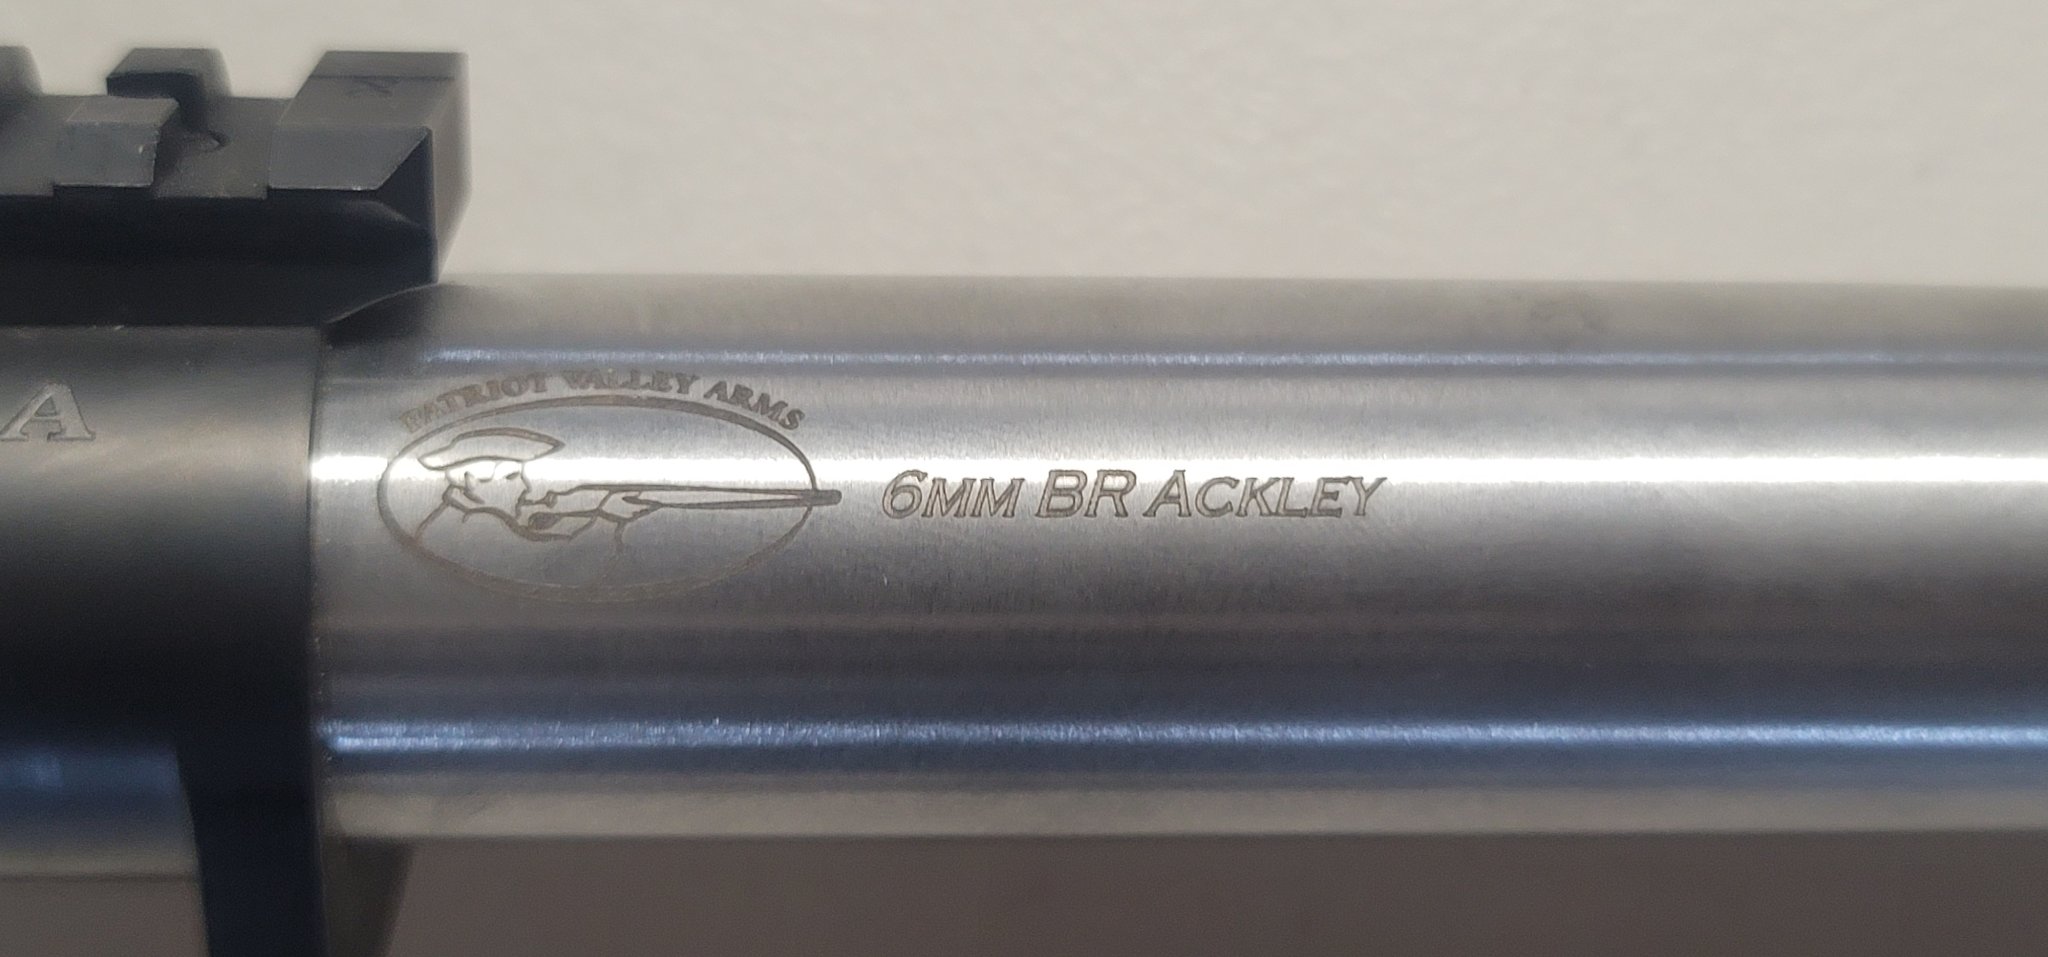 A
PATRIOT VALLEY ARMS
6MM BR ACKLEY